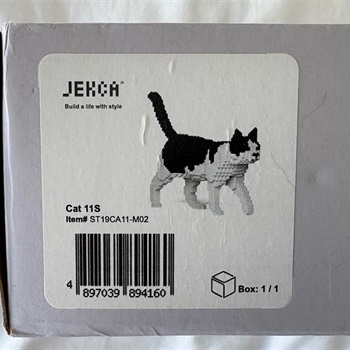 JEKCA®
Build a life with style
Cat 11S
Item# ST19CA11-M02
4 897039 894160
Box: 1 / 1